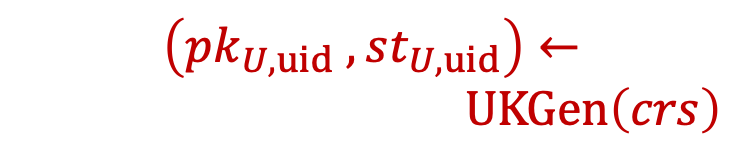 (pk_{U,uid} , st_{U,uid}) ←
UKGen(crs)